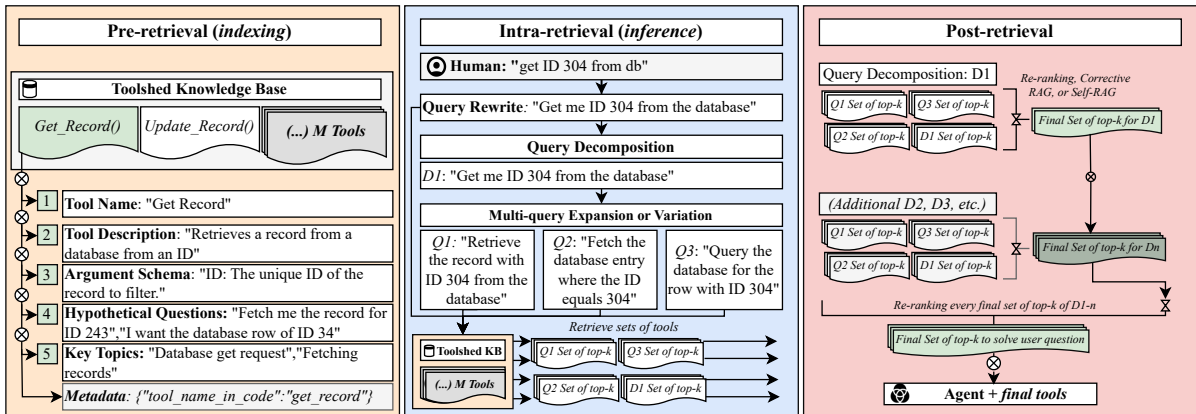 Pre-retrieval (indexing)
Toolshed Knowledge Base
Get_Record()
Update_Record()
(...) M Tools
1
Tool Name: "Get Record"
2
Tool Description: "Retrieves a record from a
database from an ID"
3
Argument Schema: "ID: The unique ID of the
record to filter."
4
Hypothetical Questions: "Fetch me the record for
ID 243","I want the database row of ID 34"
5
Key Topics: "Database get request","Fetching
records"
Metadata: {"tool_name_in_code":"get_record"}
Intra-retrieval (inference)
Human: "get ID 304 from db"
Query Rewrite: "Get me ID 304 from the database"
Query Decomposition
D1: "Get me ID 304 from the database"
Multi-query Expansion or Variation
Q1: "Retrieve
the record with
ID 304 from the
database"
Q2: "Fetch the
database entry
where the ID
equals 304"
Q3: "Query the
database for the
row with ID 304"
Retrieve sets of tools
Toolshed KB
(...) M Tools
Q1 Set of top-k
Q3 Set of top-k
Q2 Set of top-k
D1 Set of top-k
Post-retrieval
Query Decomposition: D1
Re-ranking, Corrective
RAG, or Self-RAG
Q1 Set of top-k
Q3 Set of top-k
Q2 Set of top-k
D1 Set of top-k
Final Set of top-k for D1
(Additional D2, D3, etc.)
Q1 Set of top-k
Q3 Set of top-k
Q2 Set of top-k
D1 Set of top-k
Final Set of top-k for Dn
Re-ranking every final set of top-k of D1-n
Final Set of top-k to solve user question
Agent + final tools